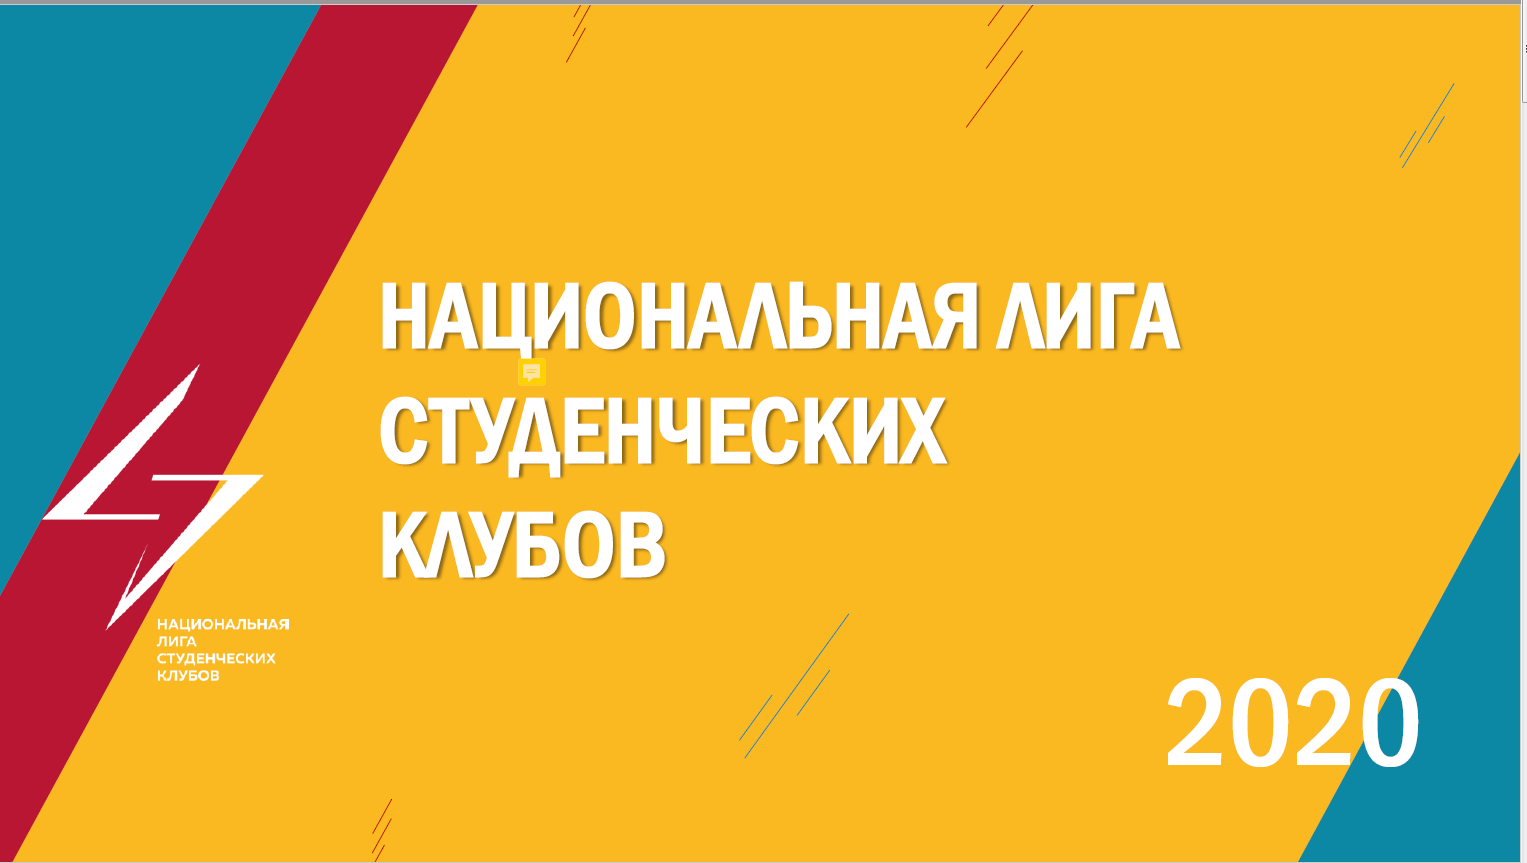 НАЦИОНАЛЬНАЯ ЛИГА
СТУДЕНЧЕСКИХ
КЛУБОВ
НАЦИОНАЛЬНАЯ
ЛИГА
СТУДЕНЧЕСКИХ
КЛУБОВ
2020